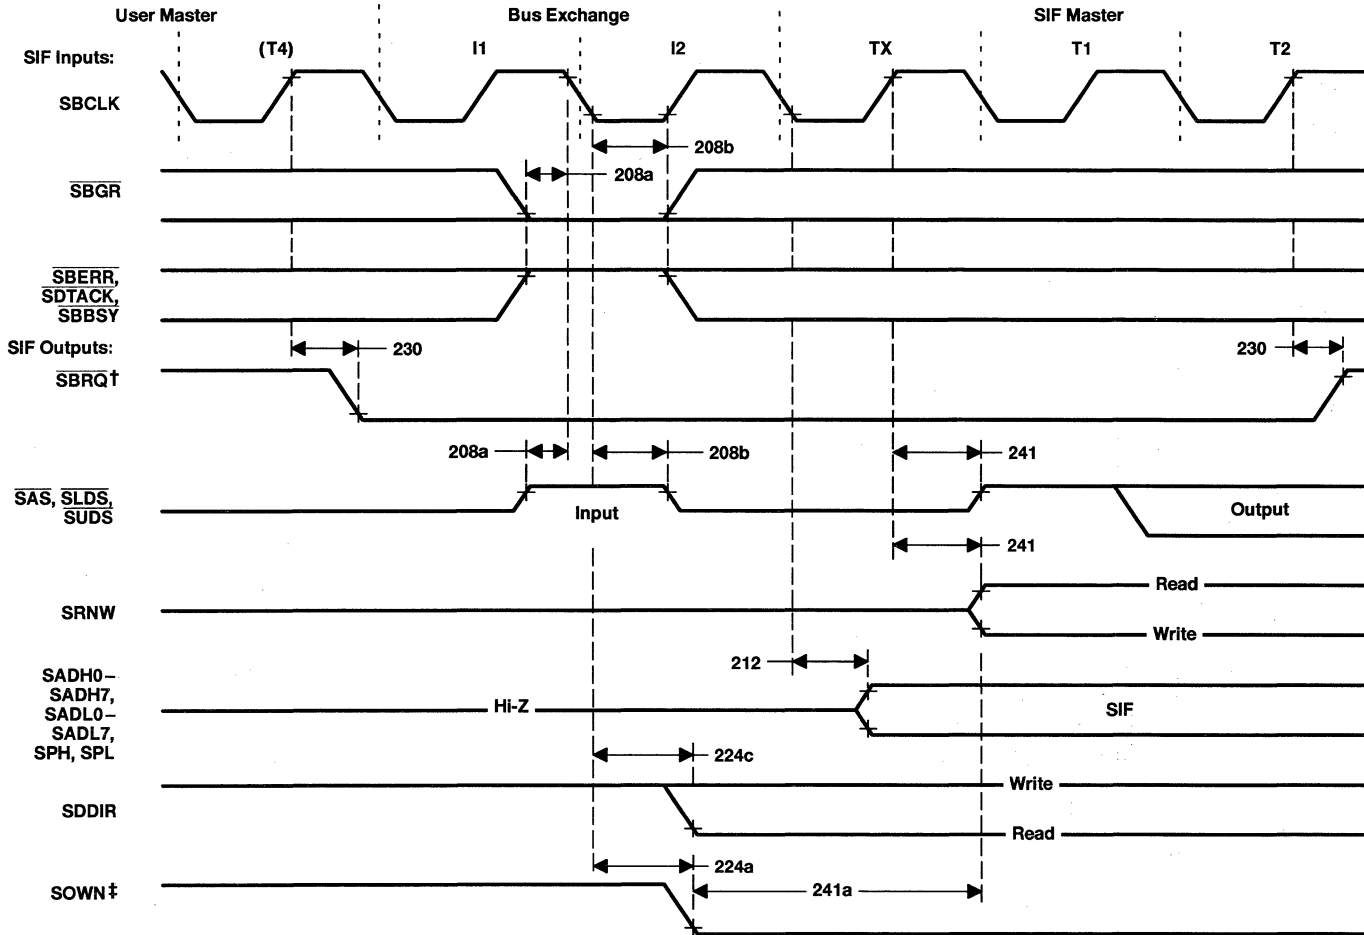 User Master Bus Exchange SIF Master
(T4) I1 I2 TX T1 T2
SIF Inputs:
SBCLK
208b
208a
SBGR
SBERR,
SDTACK,
SBBSY
SIF Outputs:
230 230
SBRQ†
208a 208b 241
SAS, SLDS,
SUDS
Input Output
241
Read
SRNW
Write
212
SADH0–
SADH7,
SADL0–
SADL7,
SPH, SPL
Hi-Z SIF
224c
Write
SDDIR
Read
224a
SOWN‡
241a